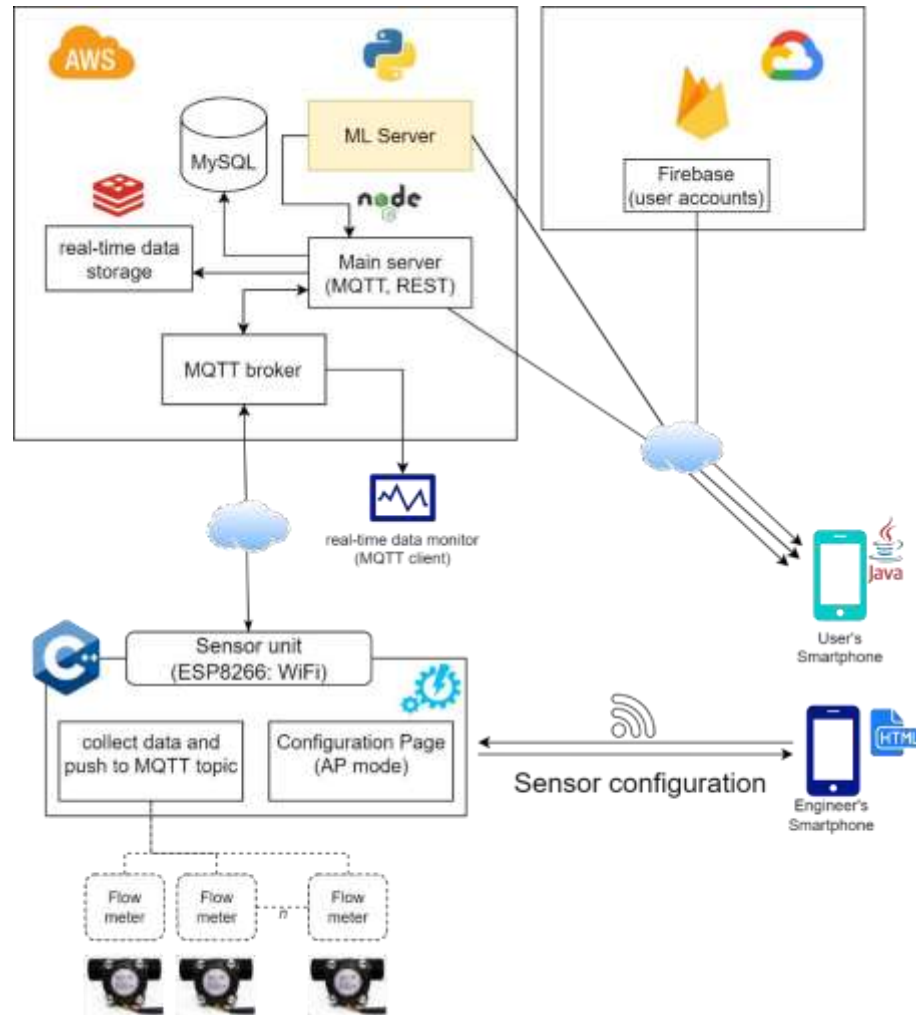 AWS
ML Server
MySQL
node
Firebase
(user accounts)
real-time data
storage
Main server
(MQTT, REST)
MQTT broker
real-time data monitor
(MQTT client)
Java
User's
Smartphone
C++
Sensor unit
(ESP8266: WiFi)
collect data and
push to MQTT topic
Configuration Page
(AP mode)
Sensor configuration
HTML
Engineer's
Smartphone
Flow
meter
Flow
meter
n
Flow
meter